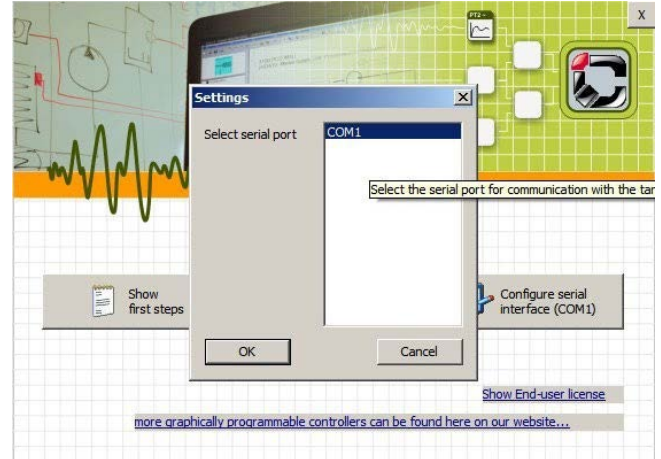 PT2-
X
Settings
Select serial port
COM1
Select the serial port for communication with the tar
Show
first steps
Configure serial
interface (COM1)
OK
Cancel
Show End-user license
more graphically programmable controllers can be found here on our website...